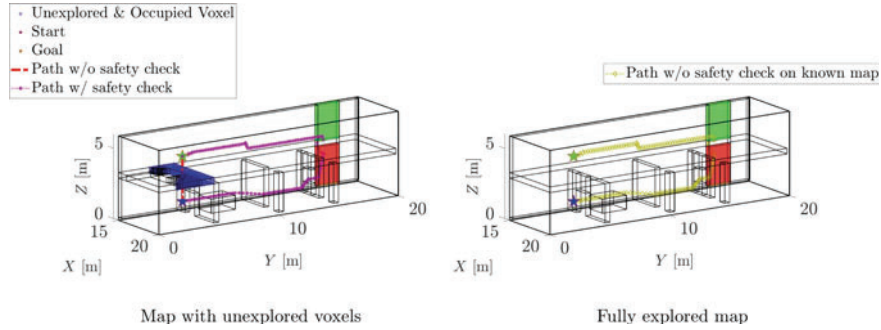 Unexplored & Occupied Voxel
Start
Goal
Path w/o safety check
Path w/ safety check
Path w/o safety check on known map
5
Z [m]
0
15
20
X [m]
0
10
Y [m]
20
5
Z [m]
0
15
20
X [m]
0
10
Y [m]
20
Map with unexplored voxels
Fully explored map